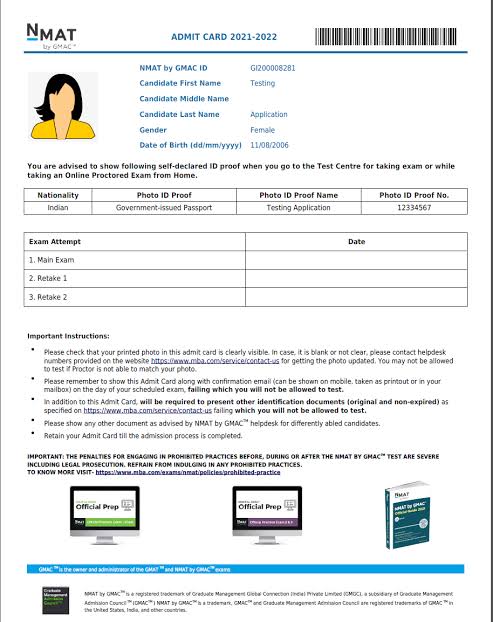 NMAT
by GMAC™
ADMIT CARD 2021-2022
NMAT by GMAC ID GI200008281
Candidate First Name Testing
Candidate Middle Name
Candidate Last Name Application
Gender Female
Date of Birth (dd/mm/yyyy) 11/08/2006
You are advised to show following self-declared ID proof when you go to the Test Centre for taking exam or while
taking an Online Proctored Exam from Home.
Nationality Photo ID Proof Photo ID Proof Name Photo ID Proof No.
Indian Government-issued Passport Testing Application 12334567
Exam Attempt Date
1. Main Exam
2. Retake 1
3. Retake 2
Important Instructions:
Please check that your printed photo in this admit card is clearly visible. In case, it is blank or not clear, please contact helpdesk
numbers provided on the website https://www.mba.com/service/contact-us for getting the photo updated. You may not be allowed
to test if Proctor is not able to match your photo.
Please remember to show this Admit Card along with confirmation email (can be shown on mobile, taken as printout or in your
mailbox) on the day of your scheduled exam, failing which you will not be allowed to test.
In addition to this Admit Card, will be required to present other identification documents (original and non-expired) as
specified on https://www.mba.com/service/contact-us failing which you will not be allowed to test.
Please show any other document as advised by NMAT by GMAC™ helpdesk for differently abled candidates.
Retain your Admit Card till the admission process is completed.
IMPORTANT: THE PENALTIES FOR ENGAGING IN PROHIBITED PRACTICES BEFORE, DURING OR AFTER THE NMAT BY GMAC™ TEST ARE SEVERE
INCLUDING LEGAL PROSECUTION. REFRAIN FROM INDULGING IN ANY PROHIBITED PRACTICES.
TO KNOW MORE VISIT- https://www.mba.com/exams/nmat/policies/prohibited-practice
Official Prep
Official Prep
NMAT
Official Guide
GMAC™ is the owner and administrator of the GMAT™ and NMAT by GMAC™ exams
Graduate
Management
Admission
Council
NMAT by GMAC™ is a registered trademark of Graduate Management Global Connection (India) Private Limited (GMGC), a subsidiary of Graduate Management
Admission Council™ (GMAC™) NMAT by GMAC™ is a trademark, GMAC™ and Graduate Management Admission Council are registered trademarks of GMAC™ in
the United States, India, and other countries.